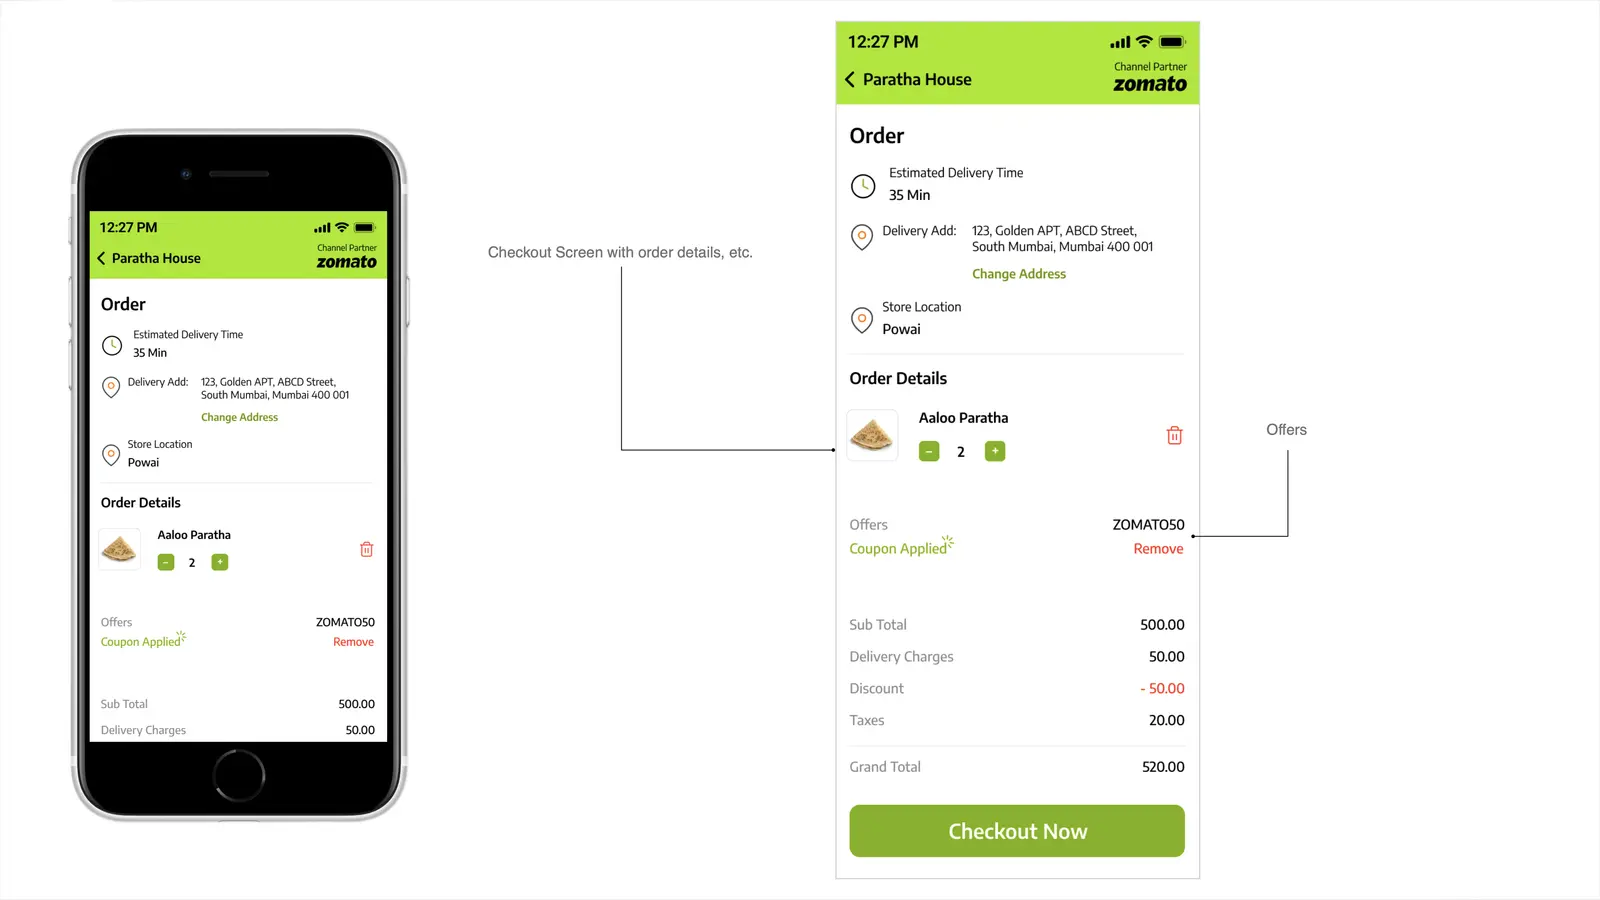 12:27 PM
Channel Partner
Paratha House
zomato
Order
Estimated Delivery Time
35 Min
Delivery Add: 123, Golden APT, ABCD Street,
South Mumbai, Mumbai 400 001
Change Address
Store Location
Powai
Order Details
Aaloo Paratha
- 2 +
Offers ZOMATO50
Coupon Applied Remove
Sub Total 500.00
Delivery Charges 50.00
Checkout Screen with order details, etc.
12:27 PM
Channel Partner
Paratha House
zomato
Order
Estimated Delivery Time
35 Min
Delivery Add: 123, Golden APT, ABCD Street,
South Mumbai, Mumbai 400 001
Change Address
Store Location
Powai
Order Details
Aaloo Paratha
- 2 +
Offers ZOMATO50
Coupon Applied Remove
Sub Total 500.00
Delivery Charges 50.00
Discount - 50.00
Taxes 20.00
Grand Total 520.00
Checkout Now
Offers